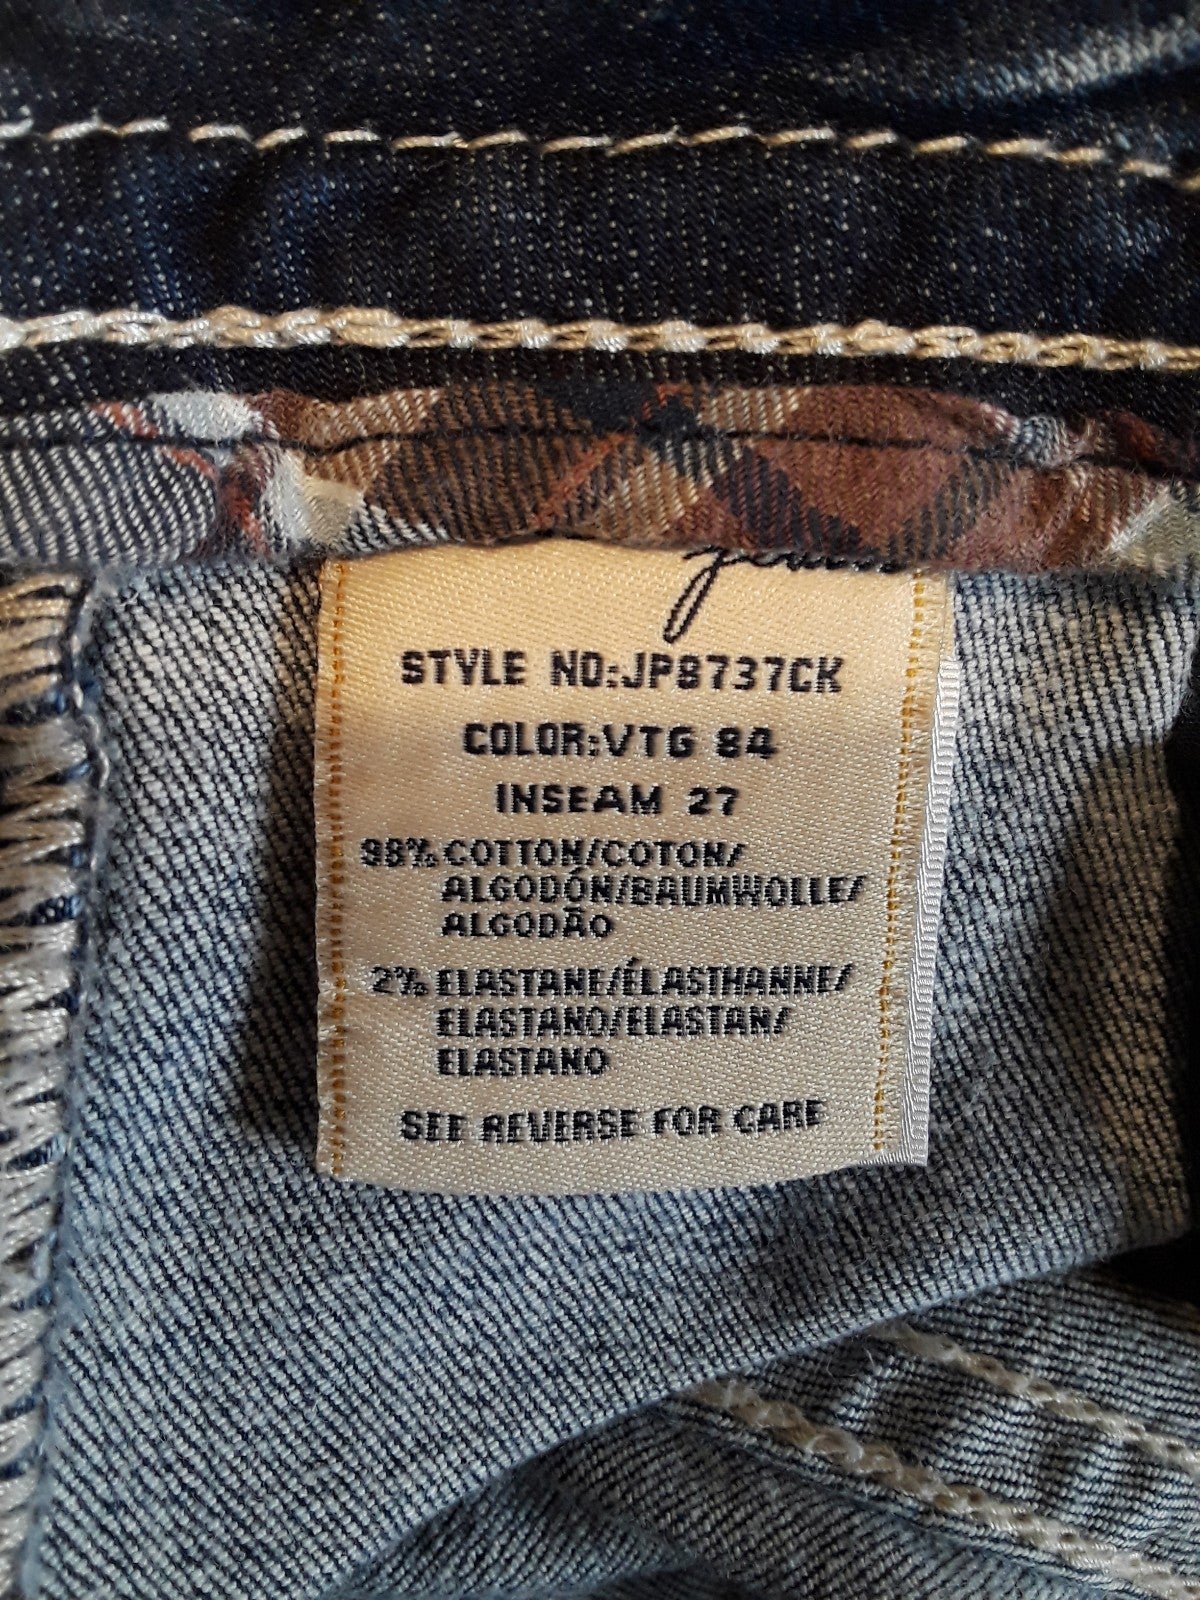 STYLE NO:JP8737CK
COLOR:VTG 84
INSEAM 27
98% COTTON/COTON/
ALGODÓN/BAUMWOLLE/
ALGODÃO
2% ELASTANE/ÉLASTHANNE/
ELASTANO/ELASTAN/
ELASTANO
SEE REVERSE FOR CARE